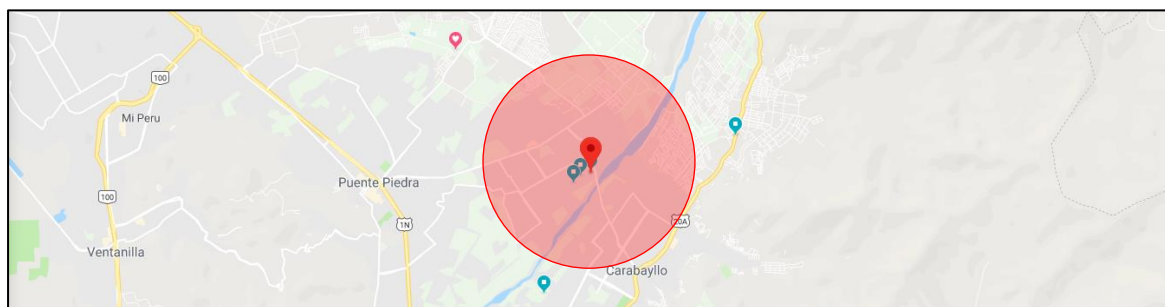 100
Mi Peru
Puente Piedra
100
1N
20A
Ventanilla
Carabayllo